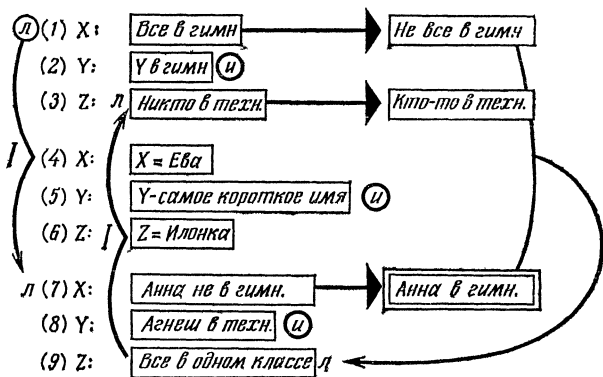 л (1) X: Все в гимн Не все в гимн
(2) Y: Y в гимн и
(3) Z: л Никто в техн. Кто-то в техн.
I (4) X: X = Ева
(5) Y: Y-самое короткое имя и
(6) Z: I Z = Илонка
л (7) X: Анна не в гимн. Анна в гимн.
(8) Y: Агнеш в техн. и
(9) Z: Все в одном классе л